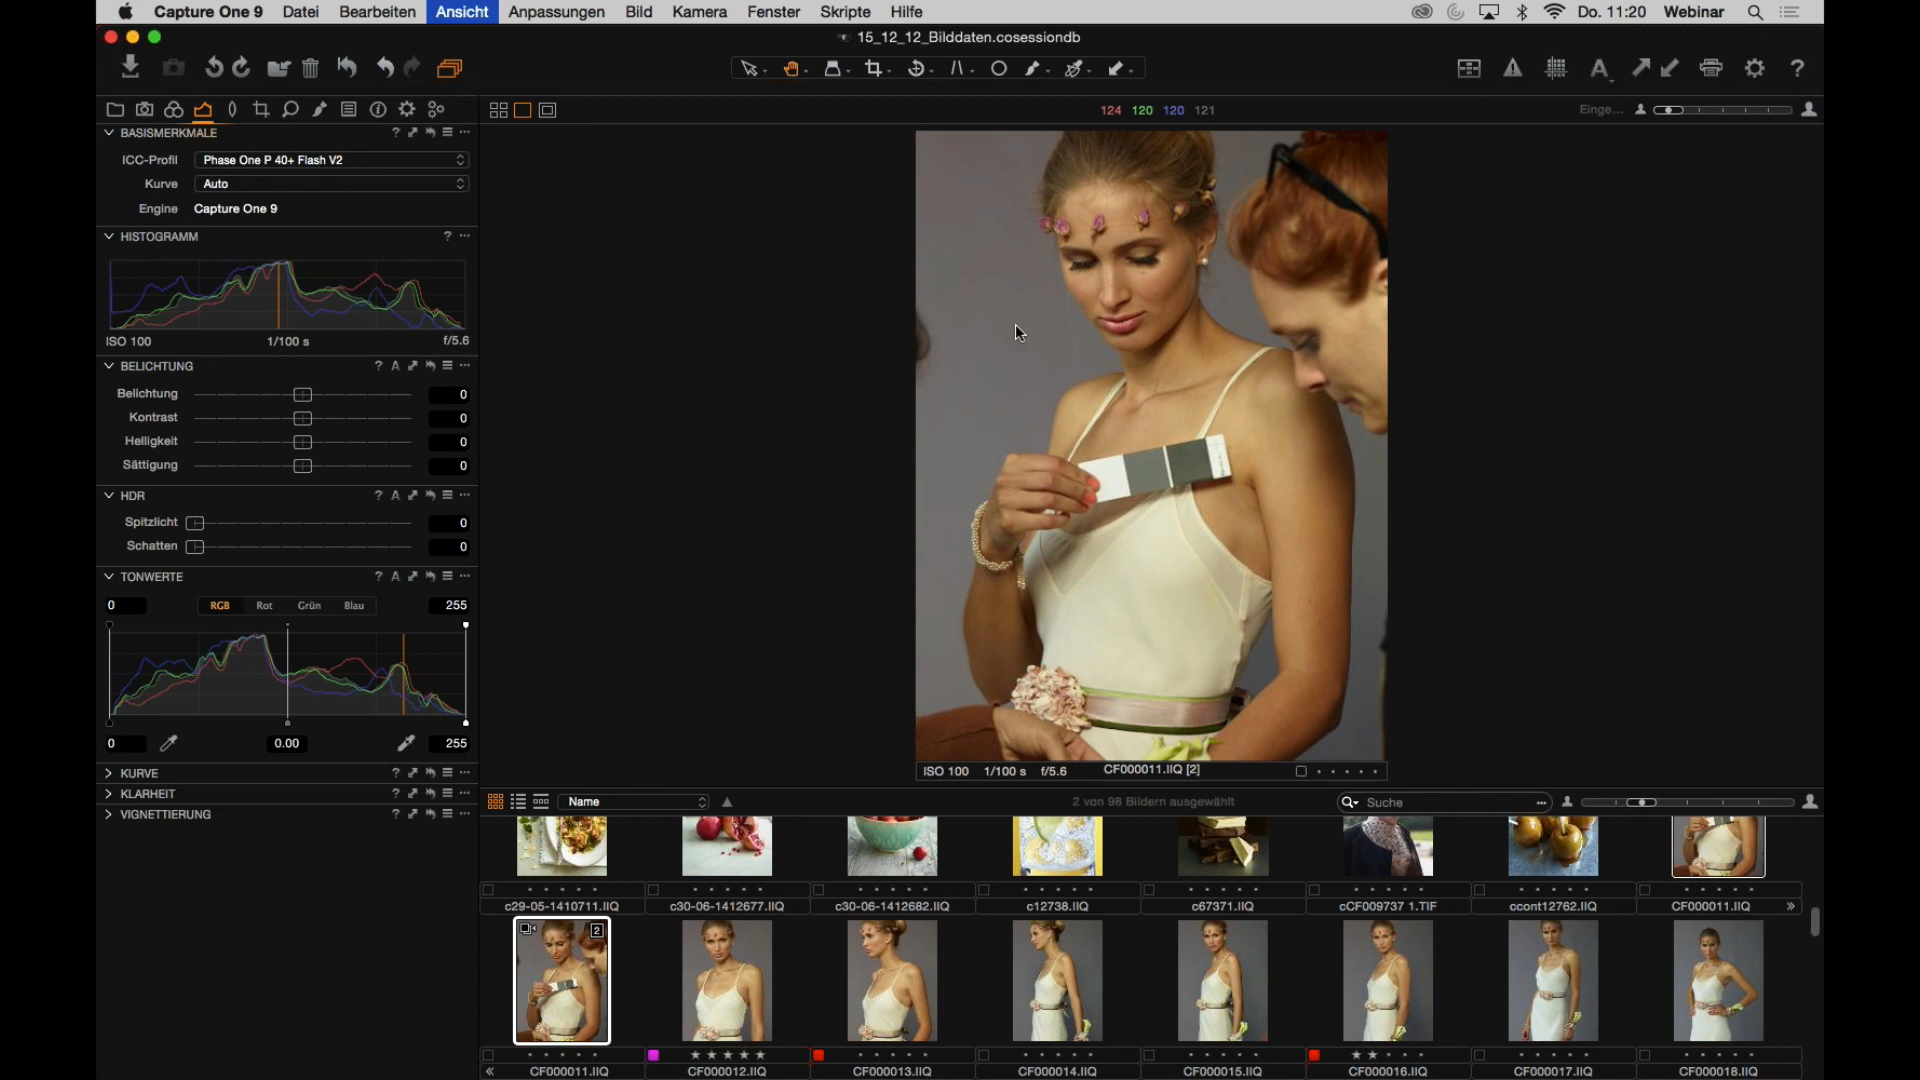 Capture One 9 Datei Bearbeiten Ansicht Anpassungen Bild Kamera Fenster Skripte Hilfe Do. 11:20 Webinar
15_12_12_Bilddaten.cosessiondb
124 120 120 121 Einge...
BASISMERKMALE
ICC-Profil Phase One P 40+ Flash V2
Kurve Auto
Engine Capture One 9
HISTOGRAMM
ISO 100 1/100 s f/5.6
BELICHTUNG
Belichtung 0
Kontrast 0
Helligkeit 0
Sättigung 0
HDR
Spitzlicht 0
Schatten 0
TONWERTE
0 RGB Rot Grün Blau 255
0 0.00 255
KURVE
KLARHEIT
VIGNETTIERUNG
ISO 100 1/100 s f/5.6 CF000011.IIQ [2]
Name 2 von 98 Bildern ausgewählt Suche
c29-05-1410711.IIQ c30-06-1412677.IIQ c30-06-1412682.IIQ c12738.IIQ c67371.IIQ cCF009737 1.TIF ccont12762.IIQ CF000011.IIQ
2
CF000011.IIQ CF000012.IIQ CF000013.IIQ CF000014.IIQ CF000015.IIQ CF000016.IIQ CF000017.IIQ CF000018.IIQ